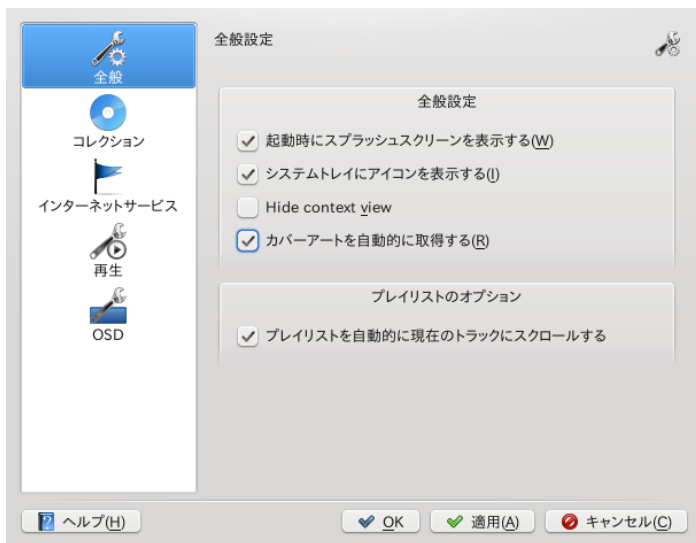 全般
コレクション
インターネットサービス
再生
OSD
全般設定
全般設定
起動時にスプラッシュスクリーンを表示する(W)
システムトレイにアイコンを表示する(I)
Hide context view
カバーアートを自動的に取得する(R)
プレイリストのオプション
プレイリストを自動的に現在のトラックにスクロールする
ヘルプ(H)
OK
適用(A)
キャンセル(C)